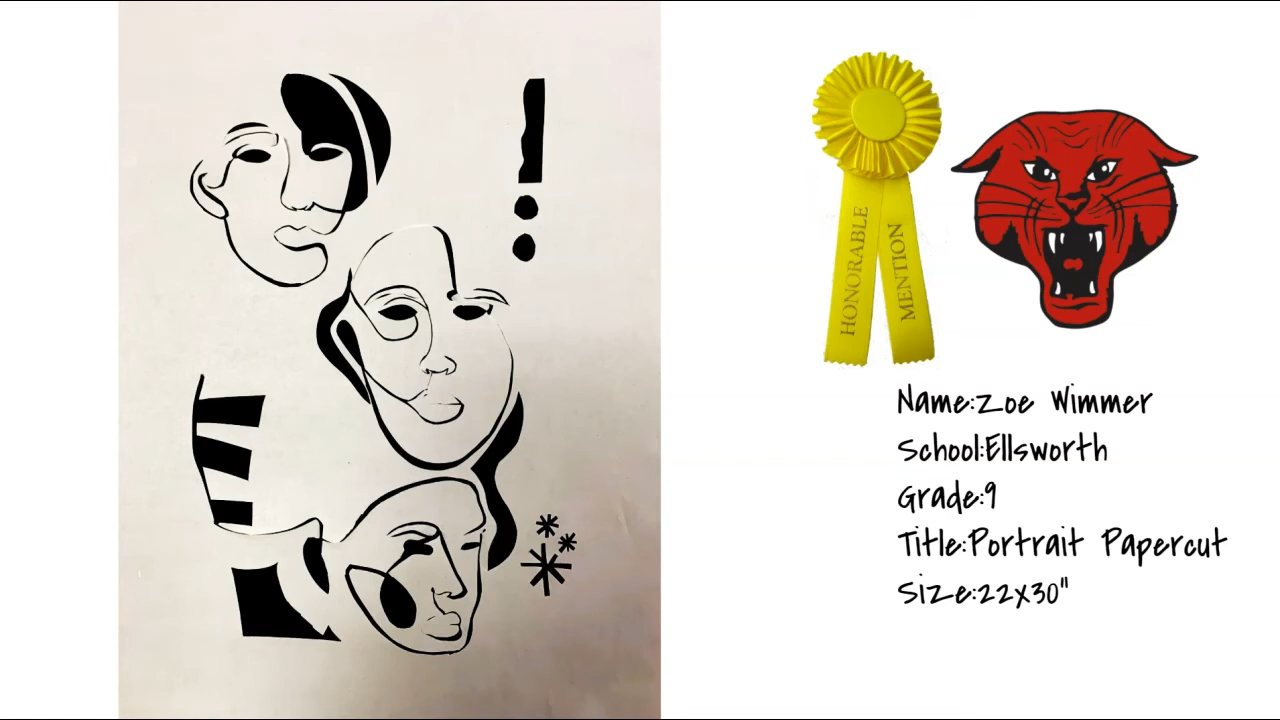 HONORABLE
MENTION
Name:Zoe Wimmer
School:Ellsworth
Grade:9
Title:Portrait Papercut
Size:22x30"